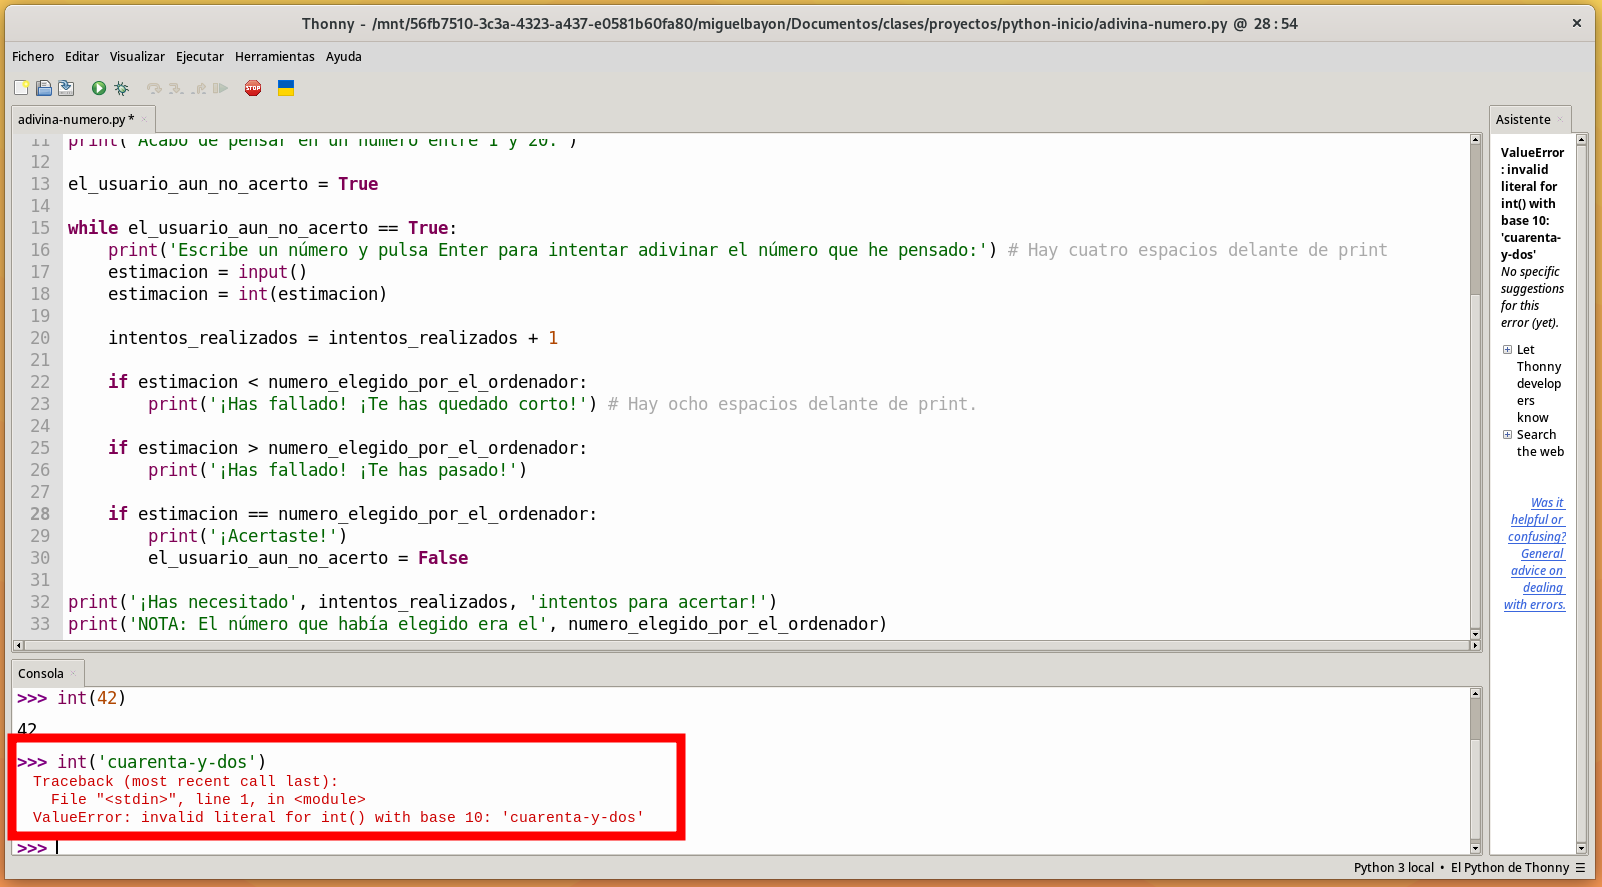 Thonny - /mnt/56fb7510-3c3a-4323-a437-e0581b60fa80/miguelbayon/Documentos/clases/proyectos/python-inicio/adivina-numero.py @ 28 : 54
Fichero Editar Visualizar Ejecutar Herramientas Ayuda
STOP
adivina-numero.py *
11 print('Acabo de pensar en un número entre 1 y 20.')
12
13 el_usuario_aun_no_acerto = True
14
15 while el_usuario_aun_no_acerto == True:
16     print('Escribe un número y pulsa Enter para intentar adivinar el número que he pensado:') # Hay cuatro espacios delante de print
17     estimacion = input()
18     estimacion = int(estimacion)
19
20     intentos_realizados = intentos_realizados + 1
21
22     if estimacion < numero_elegido_por_el_ordenador:
23         print('¡Has fallado! ¡Te has quedado corto!') # Hay ocho espacios delante de print.
24
25     if estimacion > numero_elegido_por_el_ordenador:
26         print('¡Has fallado! ¡Te has pasado!')
27
28     if estimacion == numero_elegido_por_el_ordenador:
29         print('¡Acertaste!')
30         el_usuario_aun_no_acerto = False
31
32 print('¡Has necesitado', intentos_realizados, 'intentos para acertar!')
33 print('NOTA: El número que había elegido era el', numero_elegido_por_el_ordenador)
Consola
>>> int(42)
42
>>> int('cuarenta-y-dos')
Traceback (most recent call last):
File "<stdin>", line 1, in <module>
ValueError: invalid literal for int() with base 10: 'cuarenta-y-dos'
>>>
Asistente
ValueError
: invalid
literal for
int() with
base 10:
'cuarenta-
y-dos'
No specific
suggestions
for this
error (yet).
Let
Thonny
develop
ers
know
Search
the web
Was it
helpful or
confusing?
General
advice on
dealing
with errors.
Python 3 local • El Python de Thonny ☰